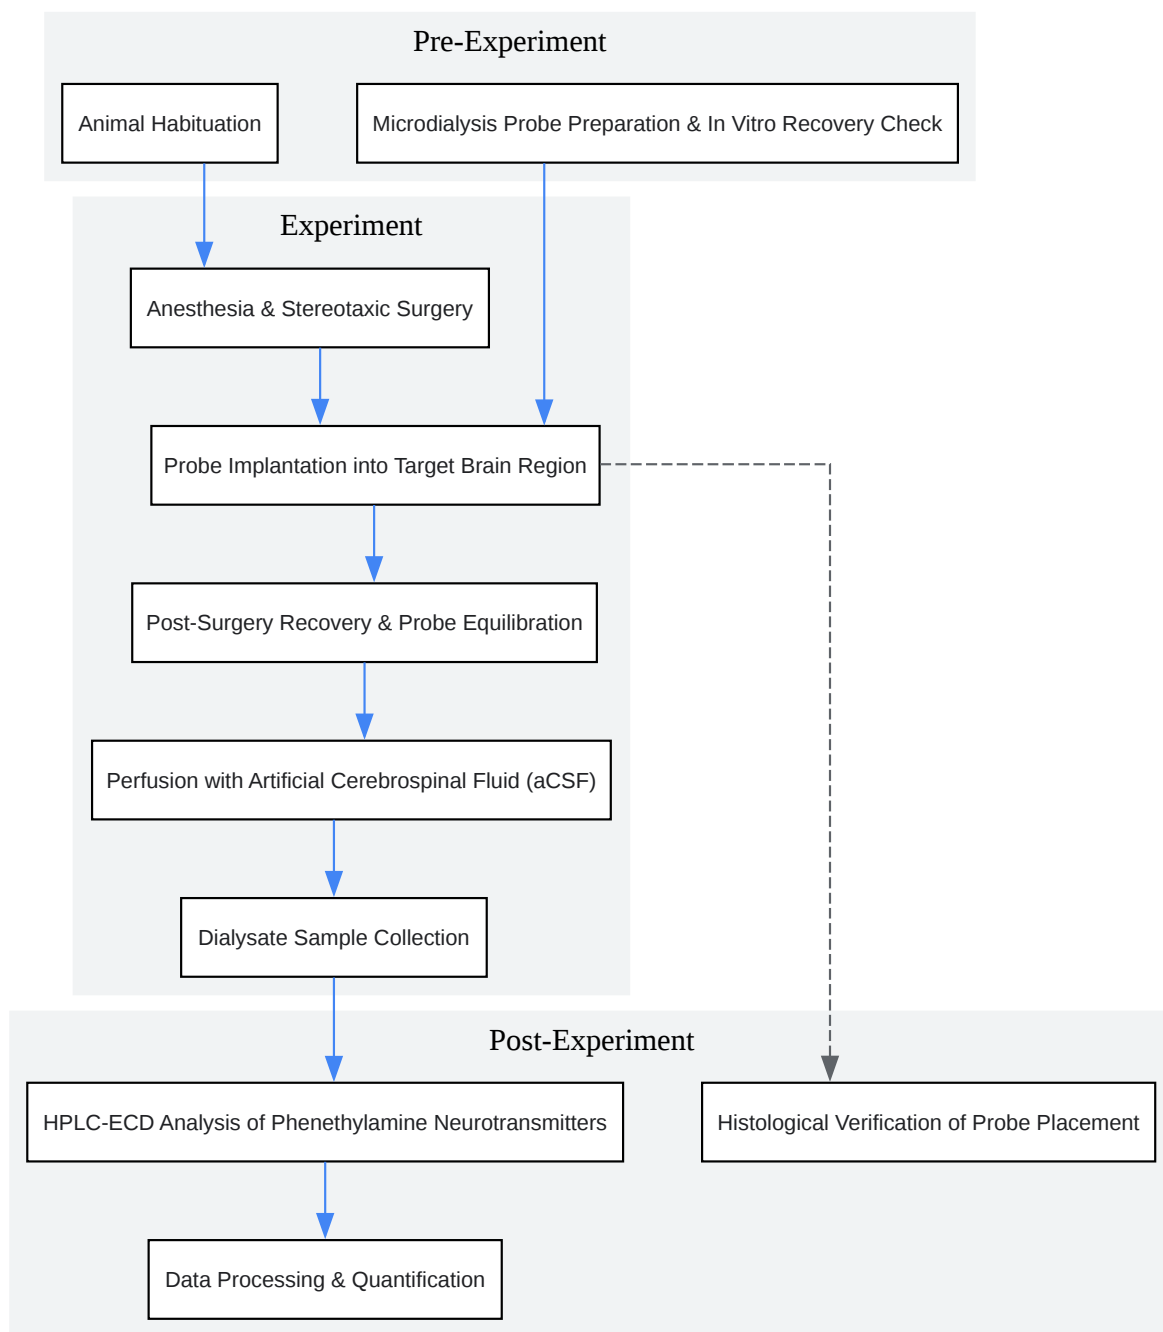 Pre-Experiment
Animal Habituation
Microdialysis Probe Preparation & In Vitro Recovery Check
Experiment
Anesthesia & Stereotaxic Surgery
Probe Implantation into Target Brain Region
Post-Surgery Recovery & Probe Equilibration
Perfusion with Artificial Cerebrospinal Fluid (aCSF)
Dialysate Sample Collection
Post-Experiment
HPLC-ECD Analysis of Phenethylamine Neurotransmitters
Histological Verification of Probe Placement
Data Processing & Quantification